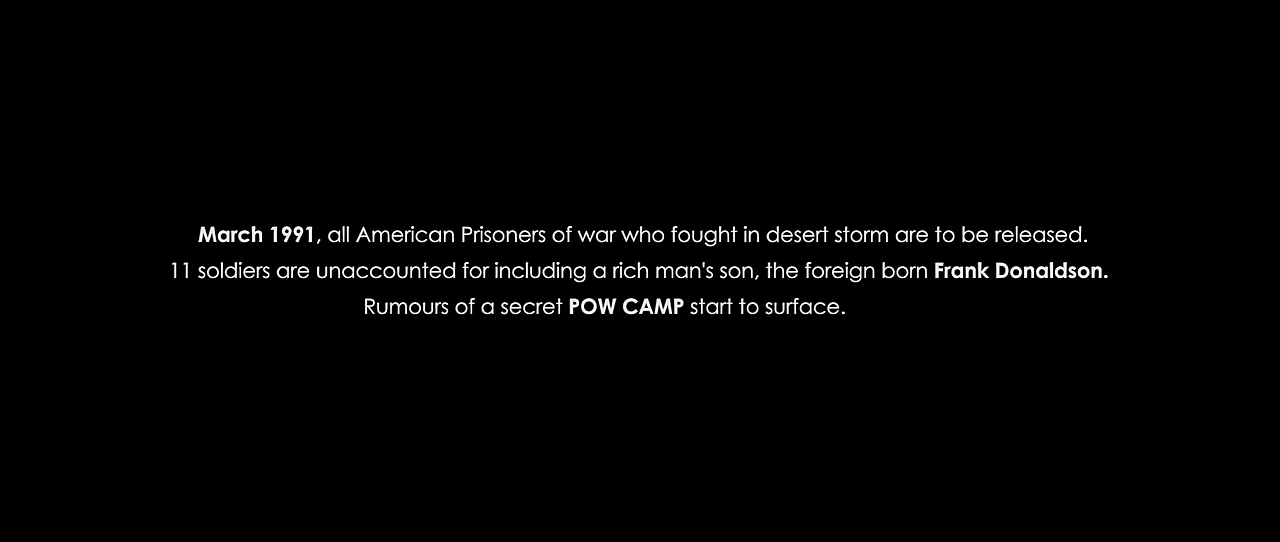 March 1991, all American Prisoners of war who fought in desert storm are to be released.
11 soldiers are unaccounted for including a rich man's son, the foreign born Frank Donaldson.
Rumours of a secret POW CAMP start to surface.